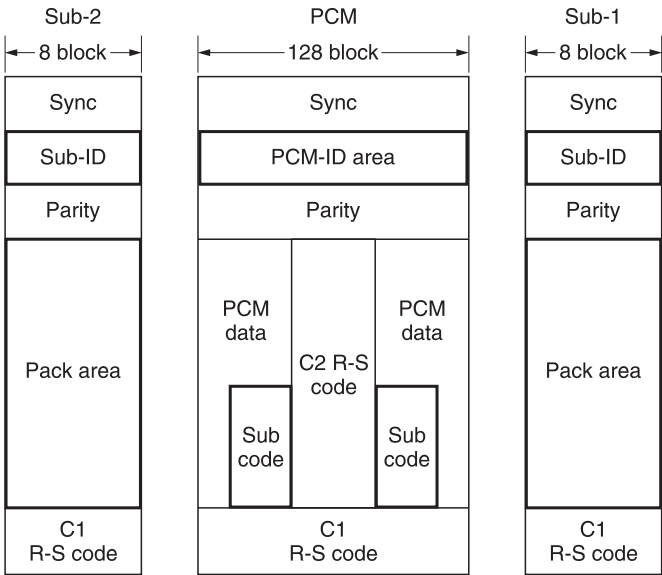 Sub-2
8 block
Sync
Sub-ID
Parity
Pack area
C1
R-S code
PCM
128 block
Sync
PCM-ID area
Parity
PCM
data
C2 R-S
code
PCM
data
Sub
code
Sub
code
C1
R-S code
Sub-1
8 block
Sync
Sub-ID
Parity
Pack area
C1
R-S code